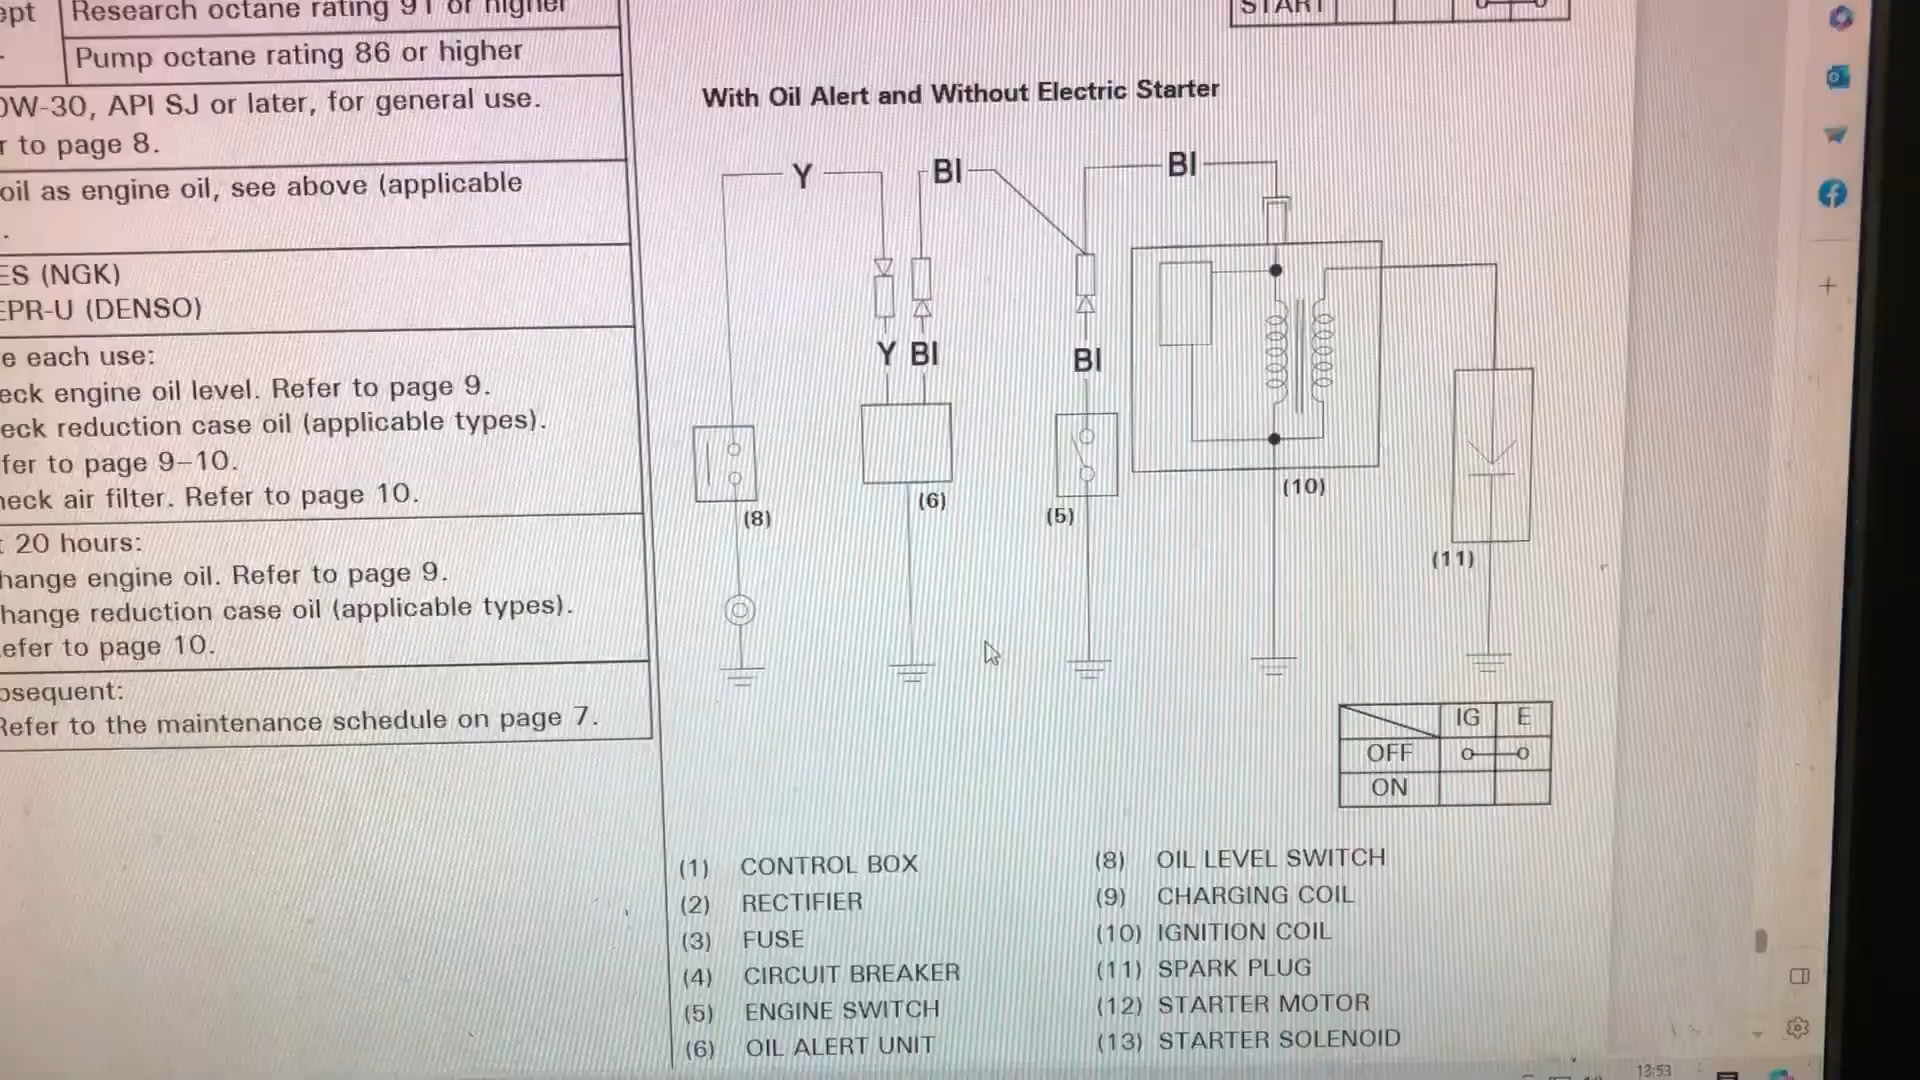 Research octane rating 91 or higher
Pump octane rating 86 or higher
0W-30, API SJ or later, for general use.
r to page 8.
oil as engine oil, see above (applicable
.
ES (NGK)
EPR-U (DENSO)
e each use:
eck engine oil level. Refer to page 9.
eck reduction case oil (applicable types).
fer to page 9–10.
heck air filter. Refer to page 10.
t 20 hours:
hange engine oil. Refer to page 9.
hange reduction case oil (applicable types).
efer to page 10.
bsequent:
Refer to the maintenance schedule on page 7.
START
With Oil Alert and Without Electric Starter
Y Bl Bl
Y Bl Bl
(8) (6) (5) (10) (11)
IG E
OFF
ON
(1) CONTROL BOX
(2) RECTIFIER
(3) FUSE
(4) CIRCUIT BREAKER
(5) ENGINE SWITCH
(6) OIL ALERT UNIT
(8) OIL LEVEL SWITCH
(9) CHARGING COIL
(10) IGNITION COIL
(11) SPARK PLUG
(12) STARTER MOTOR
(13) STARTER SOLENOID
13:53